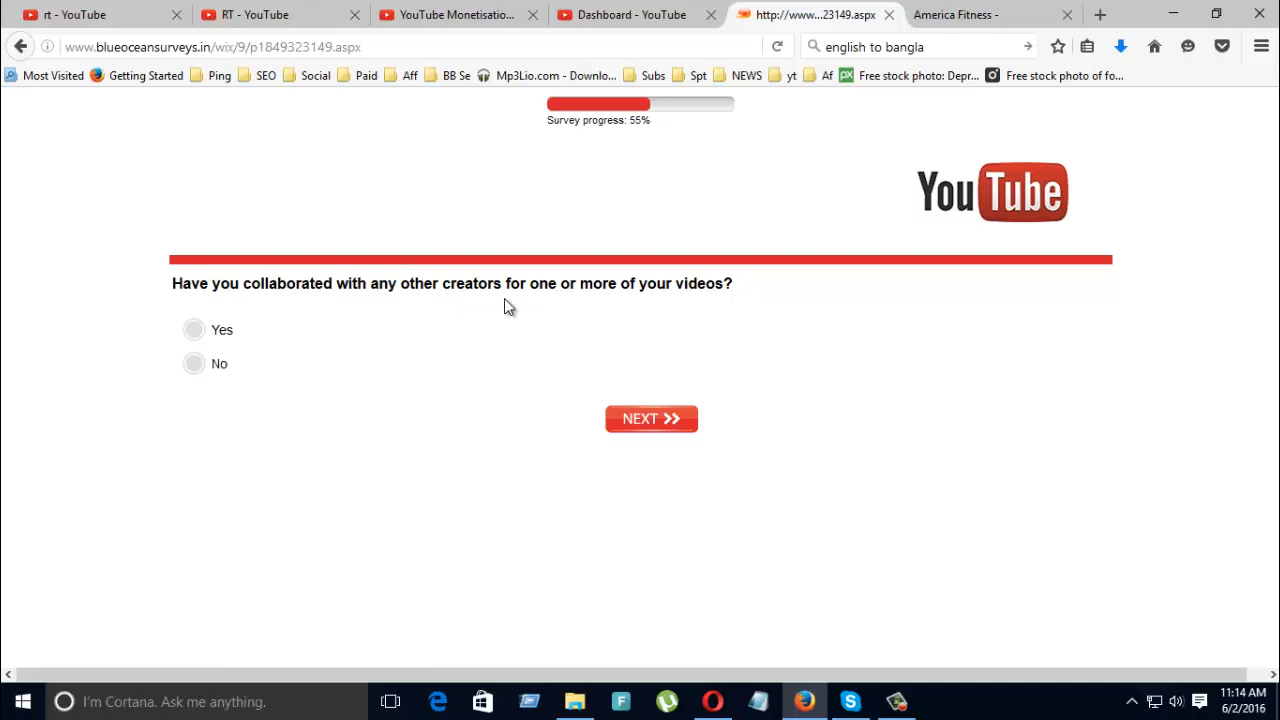 rt - YouTube
RT - YouTube
YouTube Monetisatio...
Dashboard - YouTube
http://www...23149.aspx
America Fitness -
www.blueoceansurveys.in/wix/9/p1849323149.aspx
english to bangla
Most Visited
Getting Started
Ping
SEO
Social
Paid
Aff
BB Se
Mp3Lio.com - Downlo...
Subs
Spt
NEWS
yt
Af
px
Free stock photo: Depr...
Free stock photo of fo...
Survey progress: 55%
YouTube
Have you collaborated with any other creators for one or more of your videos?
Yes
No
NEXT
I'm Cortana. Ask me anything.
F
11:14 AM
6/2/2016